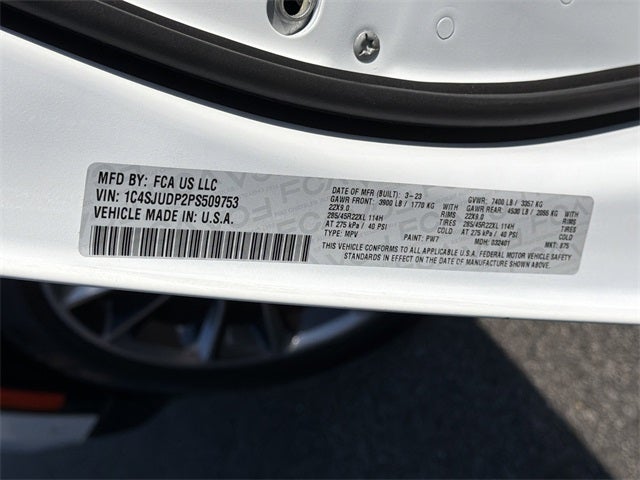 MFD BY: FCA US LLC
VIN: 1C4SJUDP2PS509753
VEHICLE MADE IN: U.S.A.
DATE OF MFR (BUILT): 3-23 GVWR: 7400 LB / 3357 KG
GAWR FRONT: 3900 LB / 1770 KG WITH GAWR REAR: 4530 LB / 2055 KG WITH
22X9.0 RIMS 22X9.0 RIMS
285/45R22XL 114H TIRES 285/45R22XL 114H TIRES
AT 275 kPa / 40 PSI COLD AT 275 kPa / 40 PSI COLD
TYPE: MPV PAINT: PW7 MDH: 032401 MKT: 875
THIS VEHICLE CONFORMS TO ALL APPLICABLE U.S.A. FEDERAL MOTOR VEHICLE SAFETY
STANDARDS IN EFFECT ON THE DATE OF MANUFACTURE SHOWN ABOVE.